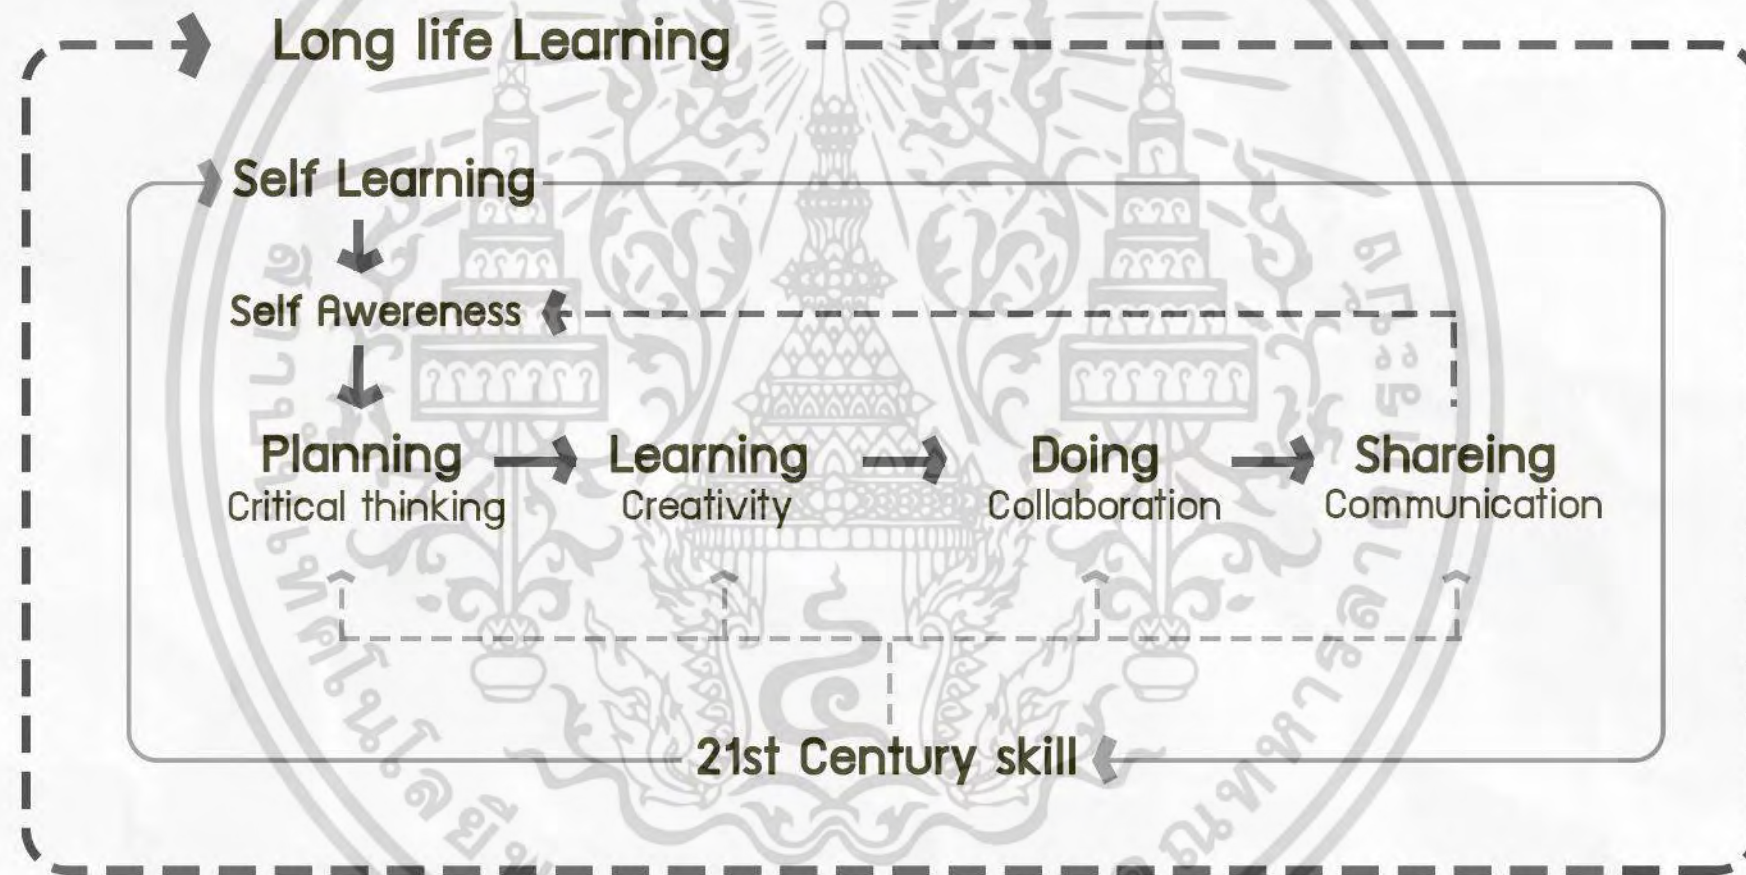 Long life Learning
Self Learning
Self Awereness
Planning
Critical thinking
Learning
Creativity
Doing
Collaboration
Shareing
Communication
21st Century skill